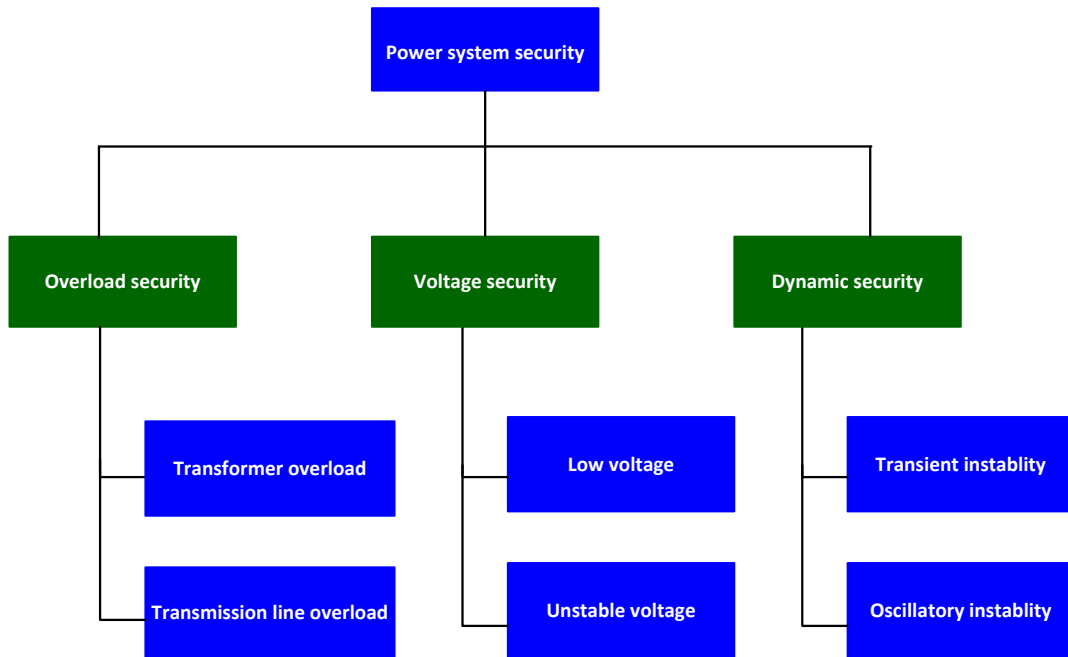 Power system security
Overload security
Voltage security
Dynamic security
Transformer overload
Low voltage
Transient instablity
Transmission line overload
Unstable voltage
Oscillatory instablity